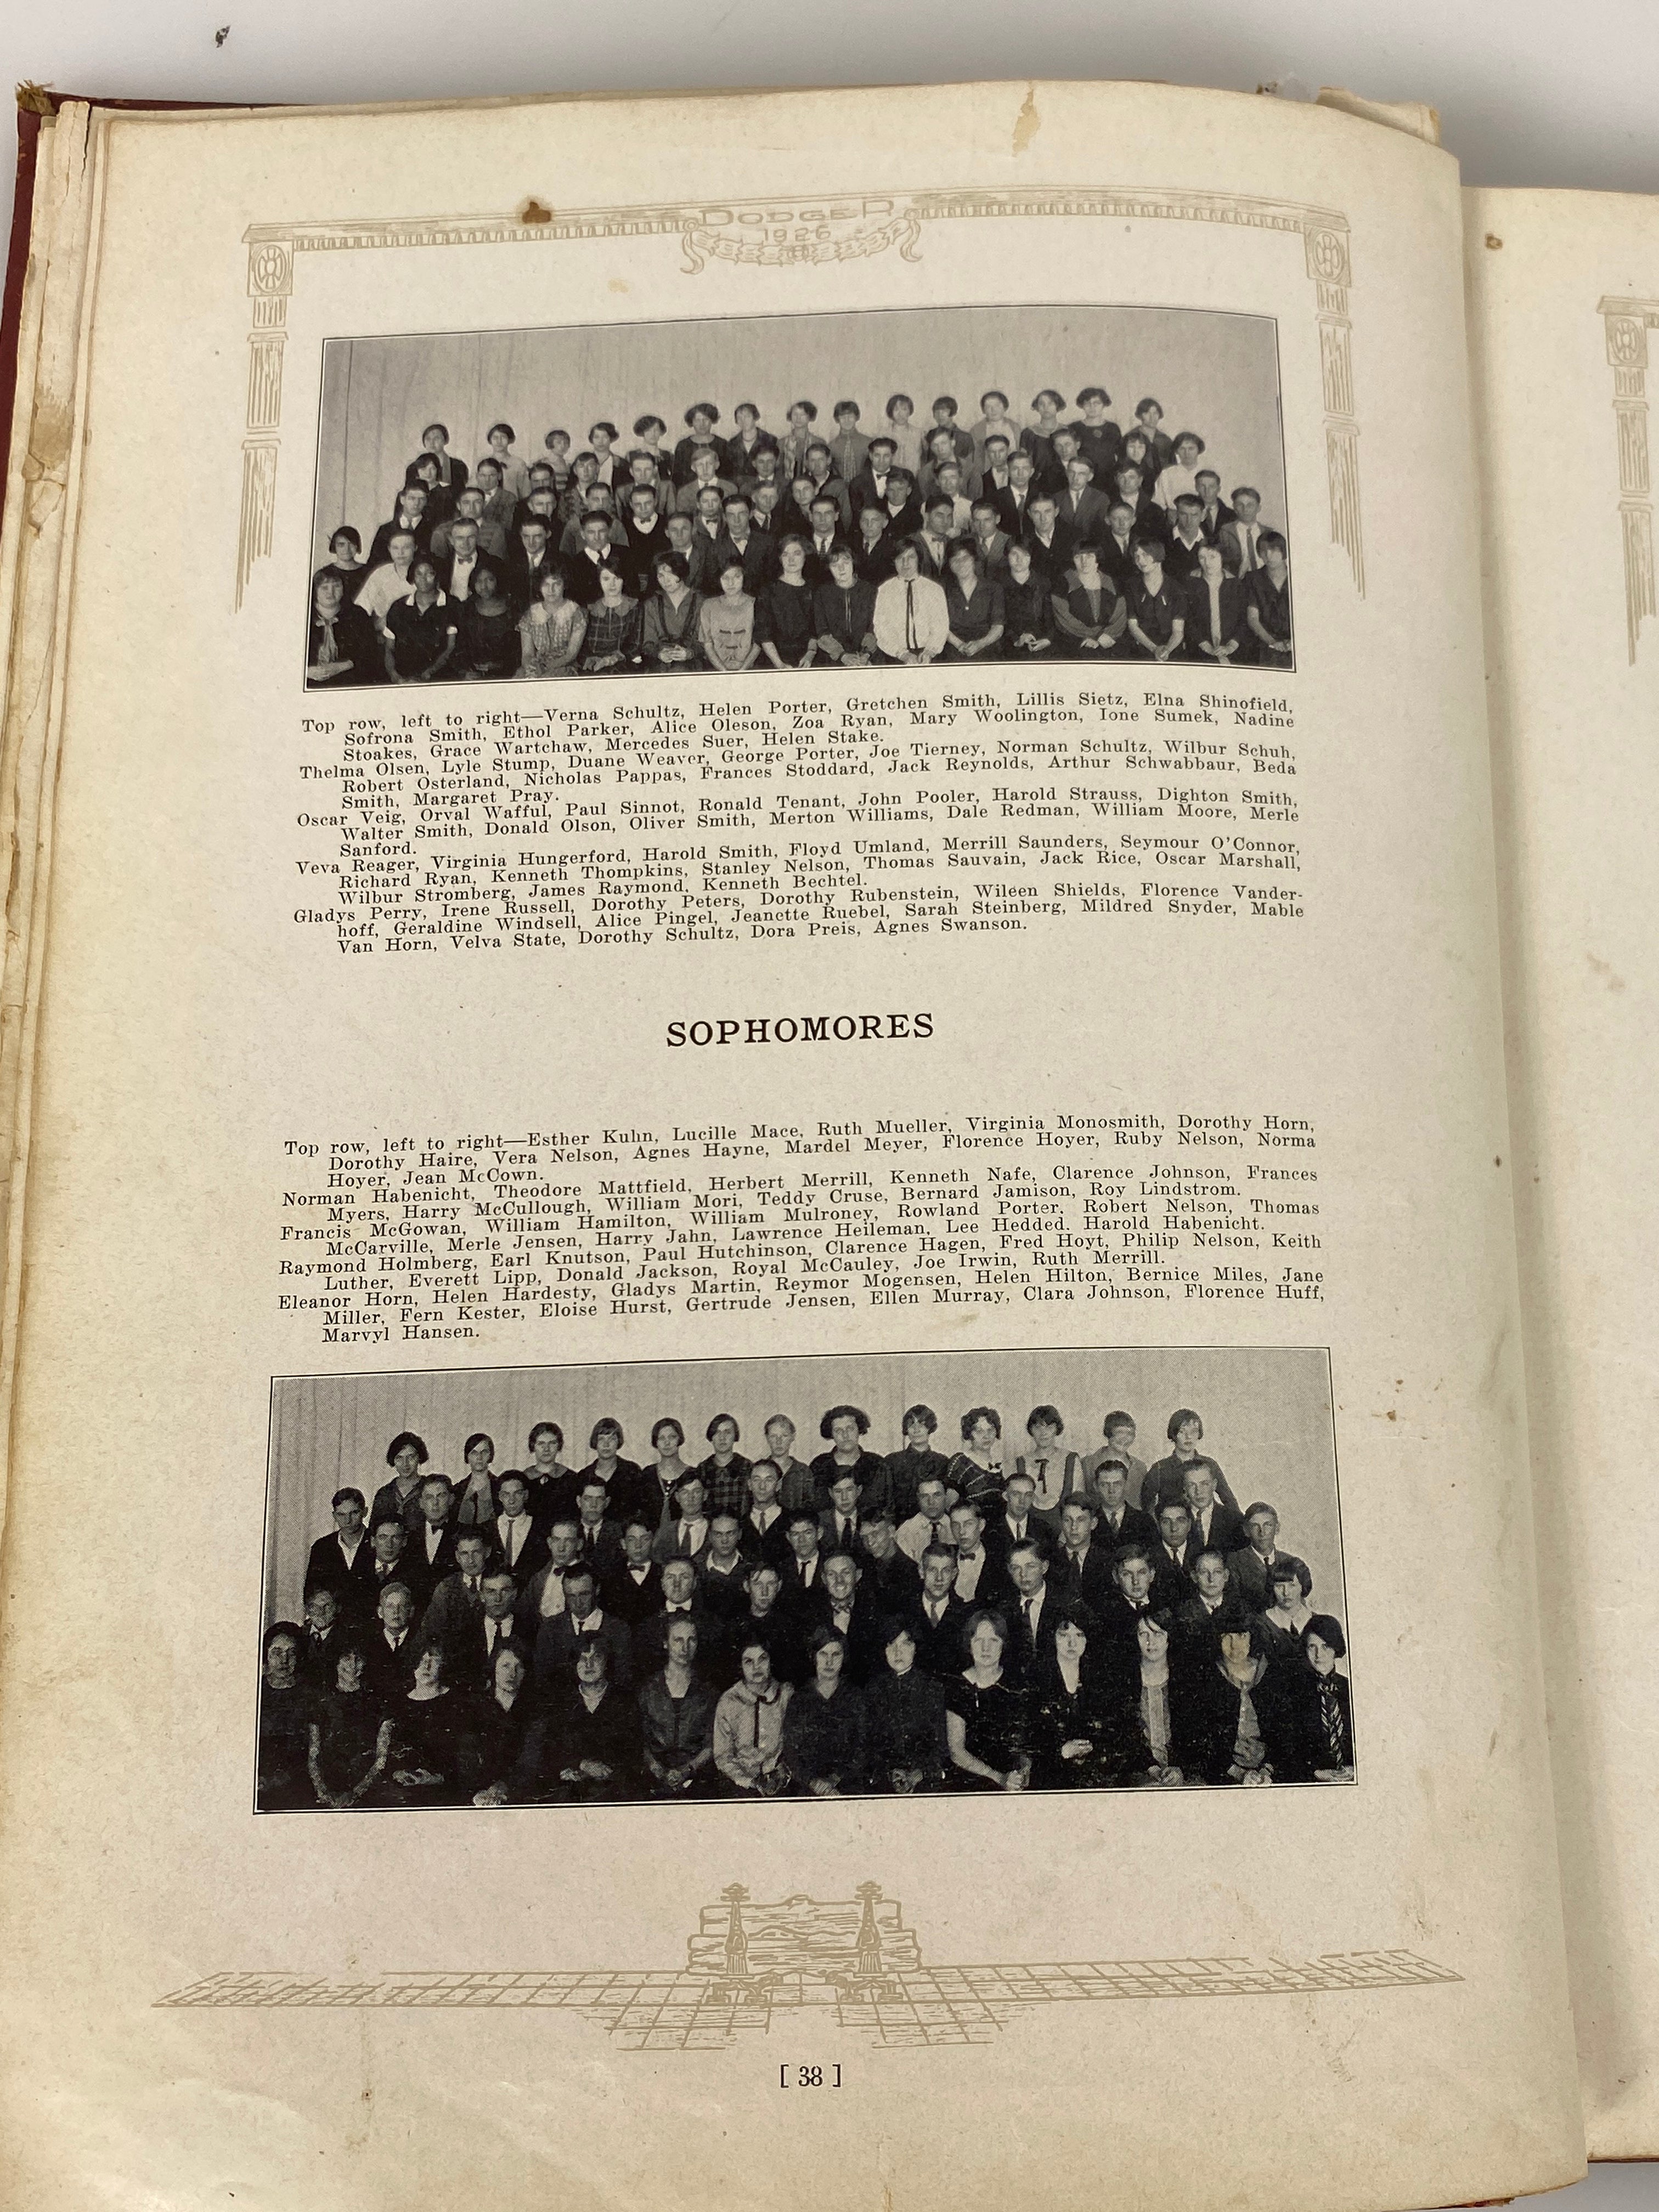 DODGER
1926
Top row, left to right—Verna Schultz, Helen Porter, Gretchen Smith, Lillis Sietz, Elna Shinofield,
Sofrona Smith, Ethol Parker, Alice Oleson, Zoa Ryan, Mary Woolington, Ione Sumek, Nadine
Stoakes, Grace Wartchaw, Mercedes Suer, Helen Stake.
Thelma Olsen, Lyle Stump, Duane Weaver, George Porter, Joe Tierney, Norman Schultz, Wilbur Schuh,
Robert Osterland, Nicholas Pappas, Frances Stoddard, Jack Reynolds, Arthur Schwabbaur, Beda
Smith, Margaret Pray.
Oscar Veig, Orval Wafful, Paul Sinnot, Ronald Tenant, John Pooler, Harold Strauss, Dighton Smith,
Walter Smith, Donald Olson, Oliver Smith, Merton Williams, Dale Redman, William Moore, Merle
Sanford.
Veva Reager, Virginia Hungerford, Harold Smith, Floyd Umland, Merrill Saunders, Seymour O'Connor,
Richard Ryan, Kenneth Thompkins, Stanley Nelson, Thomas Sauvain, Jack Rice, Oscar Marshall,
Wilbur Stromberg, James Raymond, Kenneth Bechtel.
Gladys Perry, Irene Russell, Dorothy Peters, Dorothy Rubenstein, Wileen Shields, Florence Vander-
hoff, Geraldine Windsell, Alice Pingel, Jeanette Ruebel, Sarah Steinberg, Mildred Snyder, Mable
Van Horn, Velva State, Dorothy Schultz, Dora Preis, Agnes Swanson.
SOPHOMORES
Top row, left to right—Esther Kuhn, Lucille Mace, Ruth Mueller, Virginia Monosmith, Dorothy Horn,
Dorothy Haire, Vera Nelson, Agnes Hayne, Mardel Meyer, Florence Hoyer, Ruby Nelson, Norma
Hoyer, Jean McCown.
Norman Habenicht, Theodore Mattfield, Herbert Merrill, Kenneth Nafe, Clarence Johnson, Frances
Myers, Harry McCullough, William Mori, Teddy Cruse, Bernard Jamison, Roy Lindstrom.
Francis McGowan, William Hamilton, William Mulroney, Rowland Porter, Robert Nelson, Thomas
McCarville, Merle Jensen, Harry Jahn, Lawrence Heileman, Lee Hedded. Harold Habenicht.
Raymond Holmberg, Earl Knutson, Paul Hutchinson, Clarence Hagen, Fred Hoyt, Philip Nelson, Keith
Luther, Everett Lipp, Donald Jackson, Royal McCauley, Joe Irwin, Ruth Merrill.
Eleanor Horn, Helen Hardesty, Gladys Martin, Reymor Mogensen, Helen Hilton, Bernice Miles, Jane
Miller, Fern Kester, Eloise Hurst, Gertrude Jensen, Ellen Murray, Clara Johnson, Florence Huff,
Marvyl Hansen.
[ 38 ]